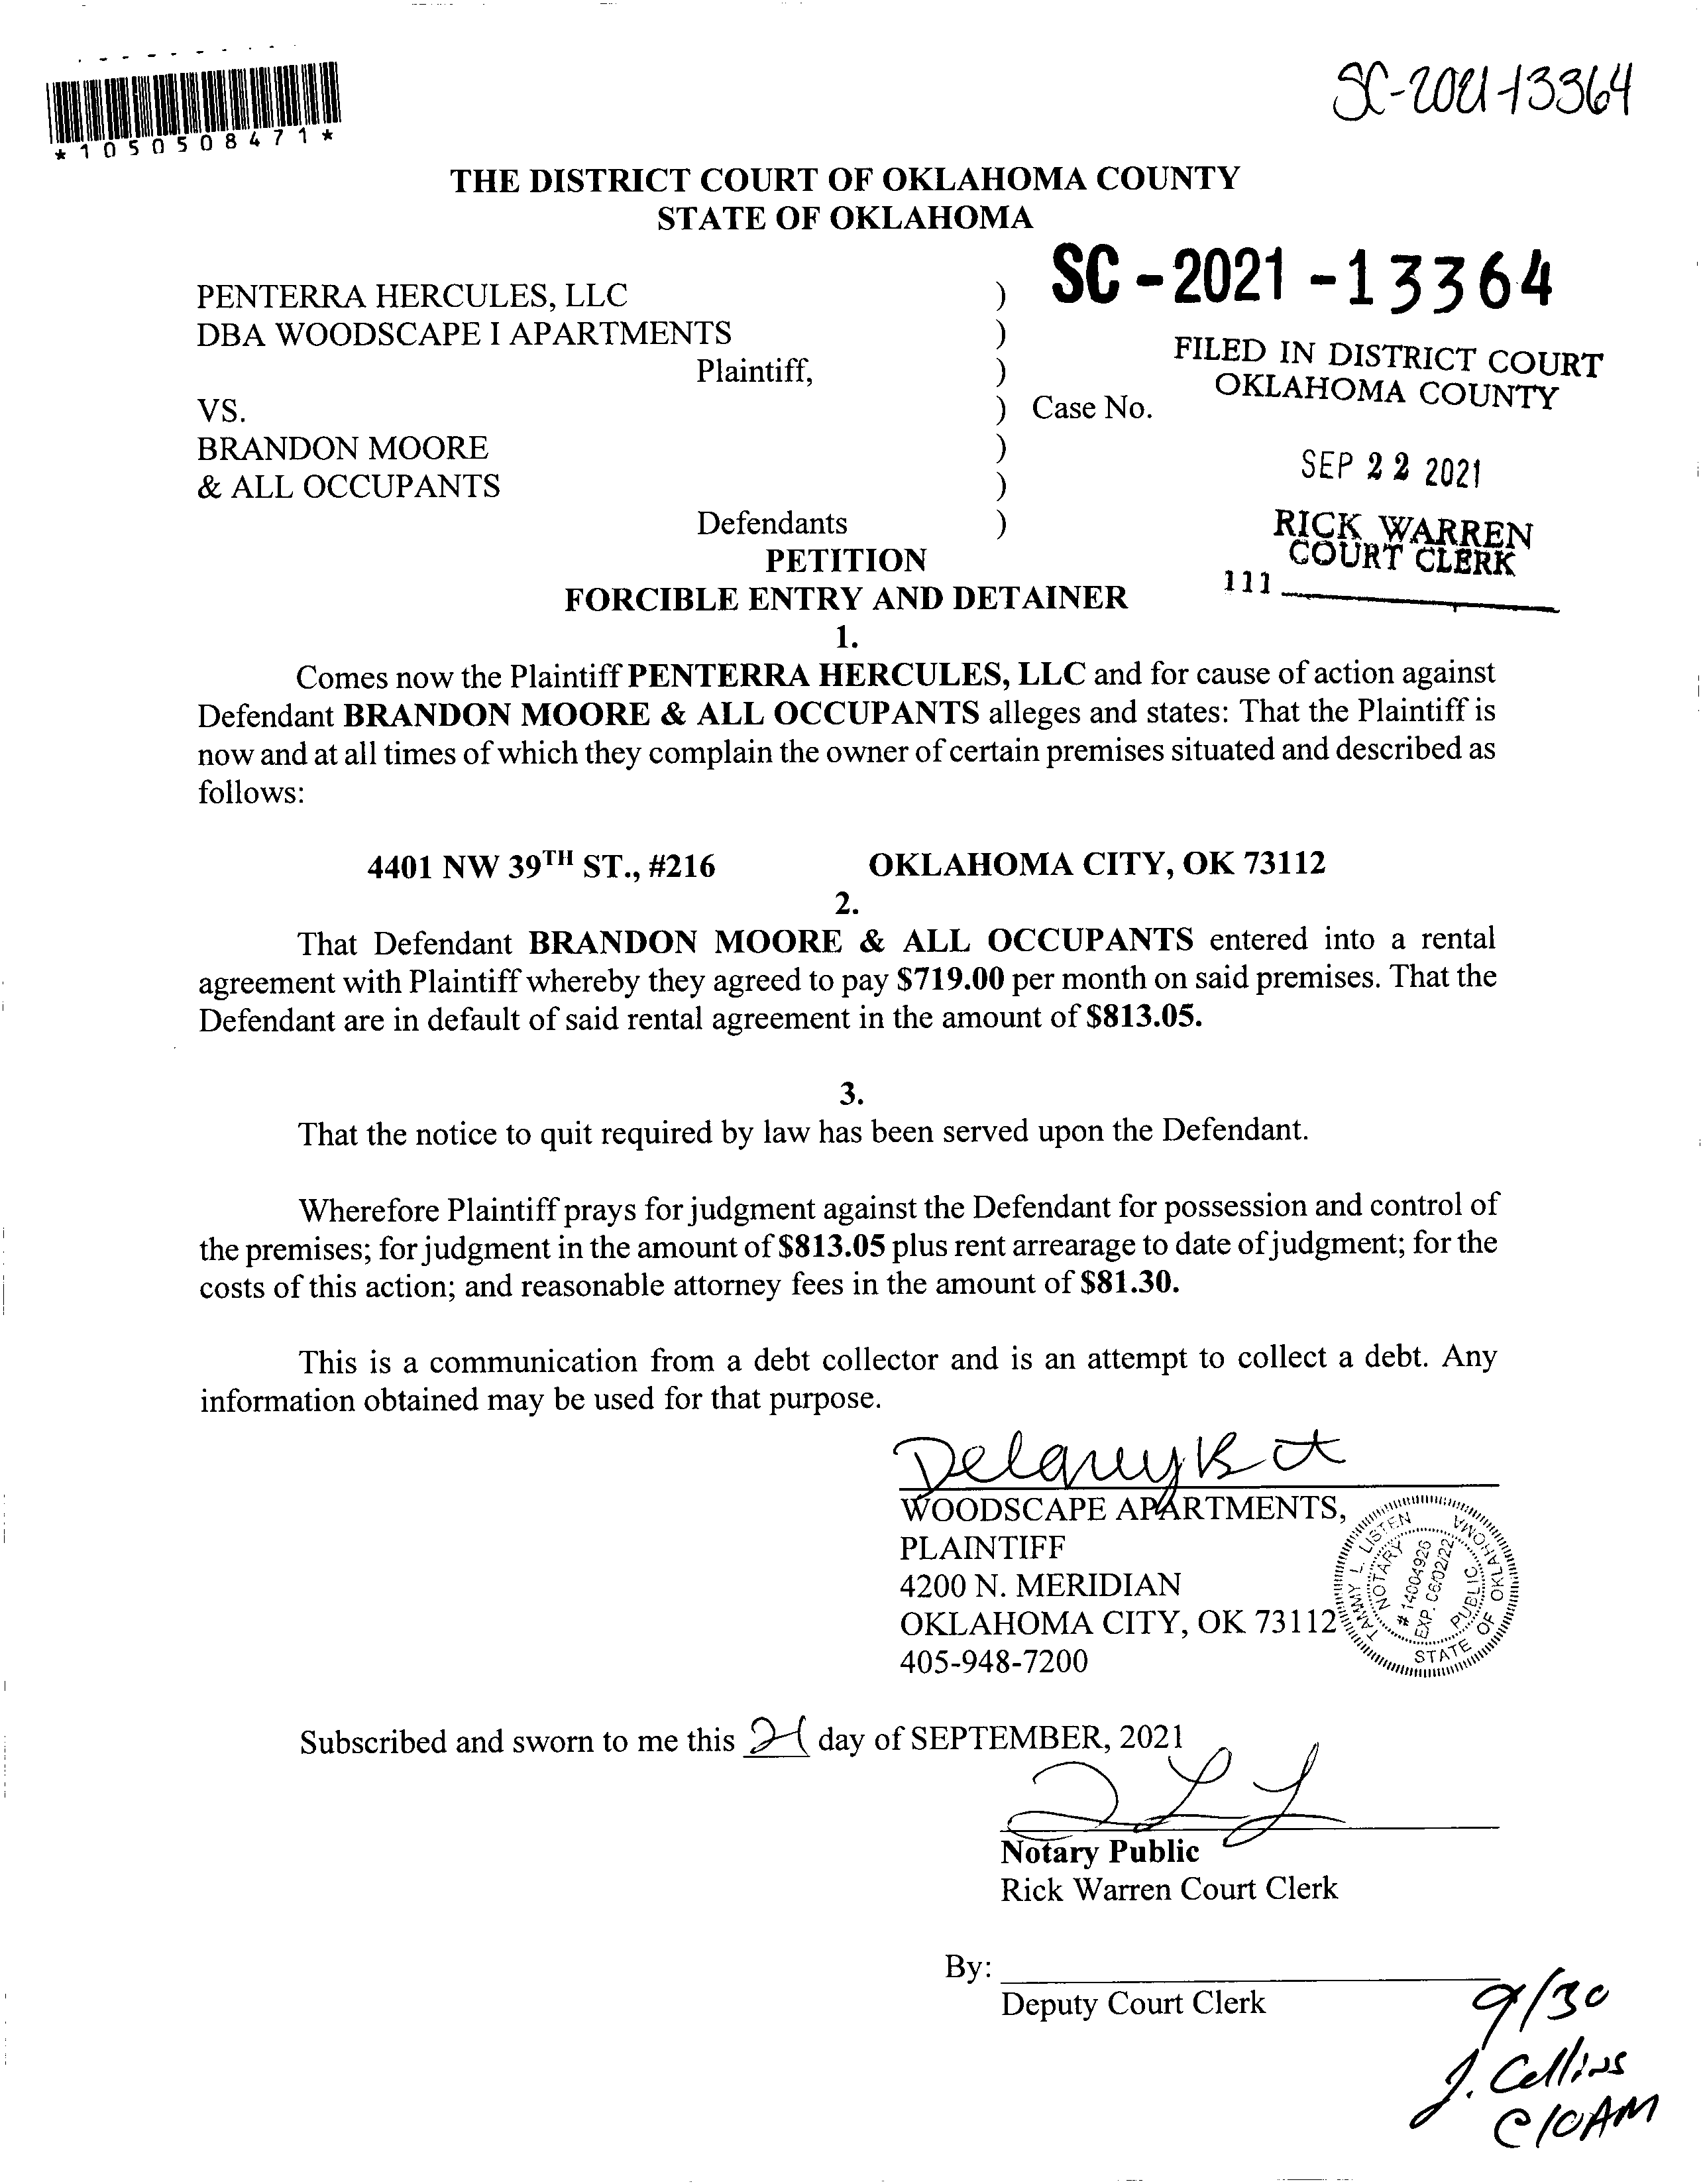 SC-2021-13364
*1050508471*
THE DISTRICT COURT OF OKLAHOMA COUNTY
STATE OF OKLAHOMA
SC-2021-13364
PENTERRA HERCULES, LLC )
DBA WOODSCAPE I APARTMENTS )
Plaintiff, )
FILED IN DISTRICT COURT
OKLAHOMA COUNTY
VS. ) Case No.
BRANDON MOORE )
SEP 22 2021
& ALL OCCUPANTS )
Defendants )
RICK WARREN
COURT CLERK
111
PETITION
FORCIBLE ENTRY AND DETAINER
1.
Comes now the Plaintiff PENTERRA HERCULES, LLC and for cause of action against
Defendant BRANDON MOORE & ALL OCCUPANTS alleges and states: That the Plaintiff is
now and at all times of which they complain the owner of certain premises situated and described as
follows:
4401 NW 39TH ST., #216 OKLAHOMA CITY, OK 73112
2.
That Defendant BRANDON MOORE & ALL OCCUPANTS entered into a rental
agreement with Plaintiff whereby they agreed to pay $719.00 per month on said premises. That the
Defendant are in default of said rental agreement in the amount of $813.05.
3.
That the notice to quit required by law has been served upon the Defendant.
Wherefore Plaintiff prays for judgment against the Defendant for possession and control of
the premises; for judgment in the amount of $813.05 plus rent arrearage to date of judgment; for the
costs of this action; and reasonable attorney fees in the amount of $81.30.
This is a communication from a debt collector and is an attempt to collect a debt. Any
information obtained may be used for that purpose.
WOODSCAPE APARTMENTS,
PLAINTIFF
4200 N. MERIDIAN
OKLAHOMA CITY, OK 73112
405-948-7200
TAMMY L. LISTEN
NOTARY PUBLIC
# 14004926
EXP. 06/02/22
STATE OF OKLAHOMA
Subscribed and sworn to me this 21 day of SEPTEMBER, 2021
Notary Public
Rick Warren Court Clerk
By:
Deputy Court Clerk
9/30
J. Collins
@10AM